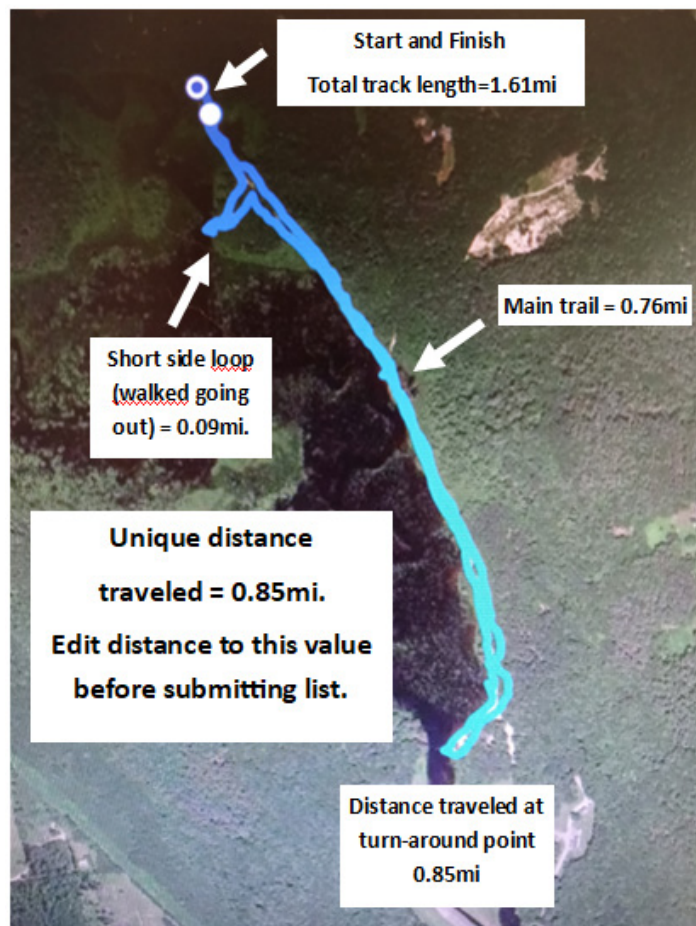 Start and Finish
Total track length=1.61mi
Main trail = 0.76mi
Short side loop
(walked going
out) = 0.09mi.
Unique distance
traveled = 0.85mi.
Edit distance to this value
before submitting list.
Distance traveled at
turn-around point
0.85mi